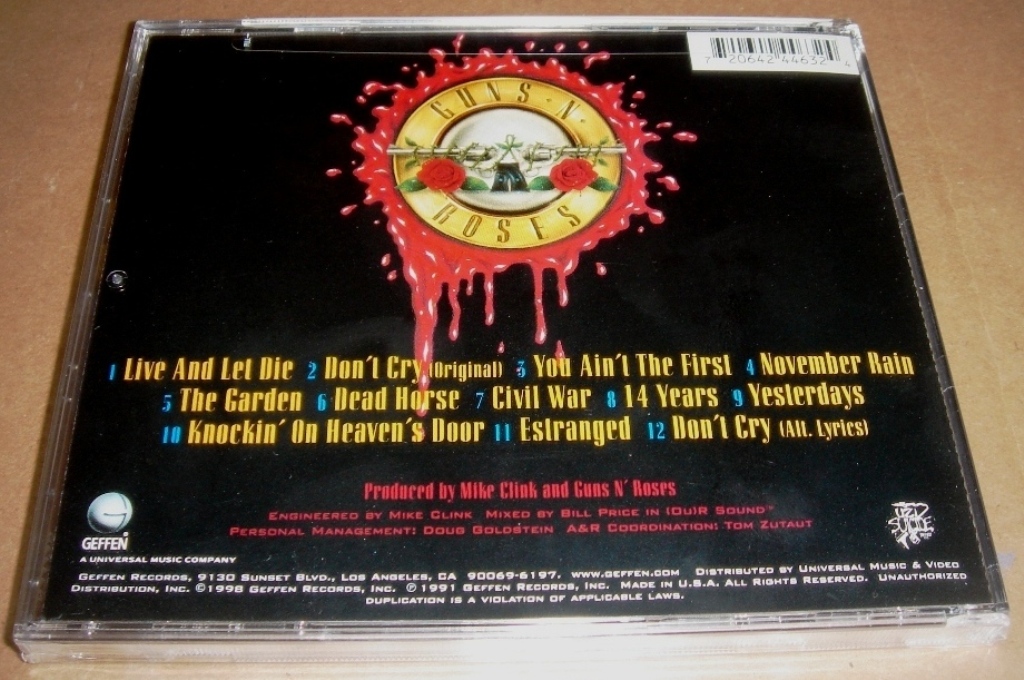 7 20642 44632 4
GUNS · N ·
ROSES
1 Live And Let Die 2 Don't Cry (Original) 3 You Ain't The First 4 November Rain
5 The Garden 6 Dead Horse 7 Civil War 8 14 Years 9 Yesterdays
10 Knockin' On Heaven's Door 11 Estranged 12 Don't Cry (Alt. Lyrics)
Produced by Mike Clink and Guns N' Roses
Engineered by Mike Clink Mixed by Bill Price in (Ou)R Sound™
Personal Management: Doug Goldstein A&R Coordination: Tom Zutaut
GEFFEN
A UNIVERSAL MUSIC COMPANY
UZI SUICIDE
Geffen Records, 9130 Sunset Blvd., Los Angeles, CA 90069-6197. www.geffen.com Distributed by Universal Music & Video
Distribution, Inc. ©1998 Geffen Records, Inc. ℗1991 Geffen Records, Inc. Made in U.S.A. All Rights Reserved. Unauthorized
duplication is a violation of applicable laws.